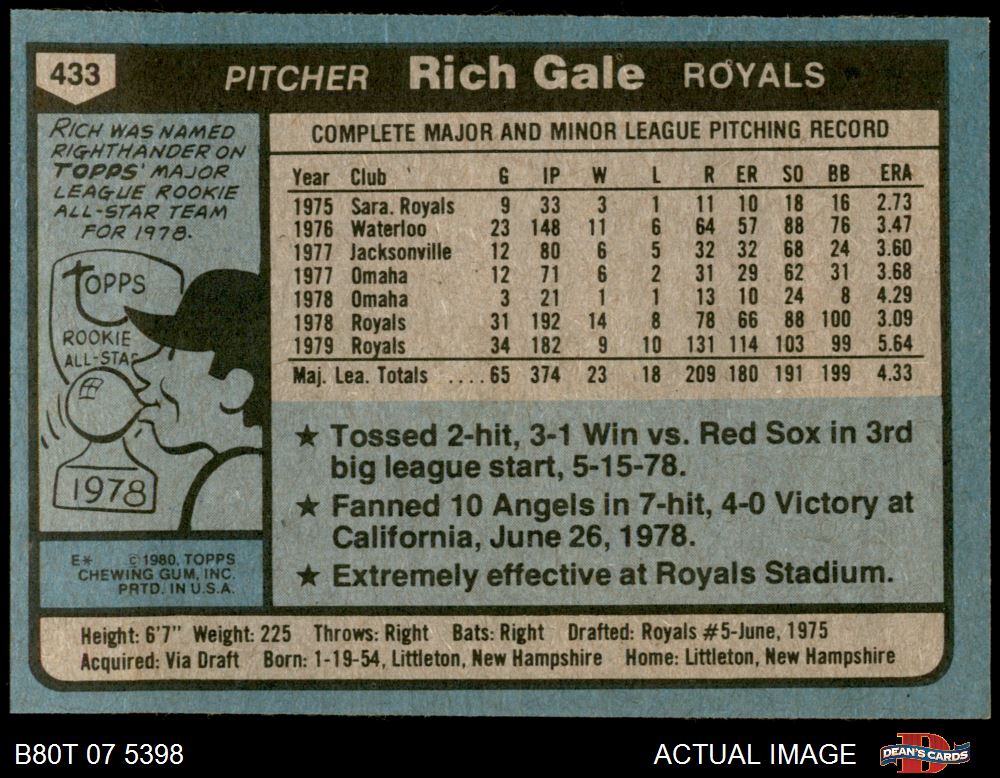 433 PITCHER Rich Gale ROYALS
RICH WAS NAMED
RIGHTHANDER ON
TOPPS' MAJOR
LEAGUE ROOKIE
ALL-STAR TEAM
FOR 1978.
TOPPS
ROOKIE
ALL-STAR
1978
E* ©1980, TOPPS
CHEWING GUM, INC.
PRTD. IN U.S.A.
COMPLETE MAJOR AND MINOR LEAGUE PITCHING RECORD
Year Club G IP W L R ER SO BB ERA
1975 Sara. Royals 9 33 3 1 11 10 18 16 2.73
1976 Waterloo 23 148 11 6 64 57 88 76 3.47
1977 Jacksonville 12 80 6 5 32 32 68 24 3.60
1977 Omaha 12 71 6 2 31 29 62 31 3.68
1978 Omaha 3 21 1 1 13 10 24 8 4.29
1978 Royals 31 192 14 8 78 66 88 100 3.09
1979 Royals 34 182 9 10 131 114 103 99 5.64
Maj. Lea. Totals ....65 374 23 18 209 180 191 199 4.33
★ Tossed 2-hit, 3-1 Win vs. Red Sox in 3rd
big league start, 5-15-78.
★ Fanned 10 Angels in 7-hit, 4-0 Victory at
California, June 26, 1978.
★ Extremely effective at Royals Stadium.
Height: 6'7" Weight: 225 Throws: Right Bats: Right Drafted: Royals #5-June, 1975
Acquired: Via Draft Born: 1-19-54, Littleton, New Hampshire Home: Littleton, New Hampshire
B80T 07 5398 ACTUAL IMAGE DEAN'S CARDS